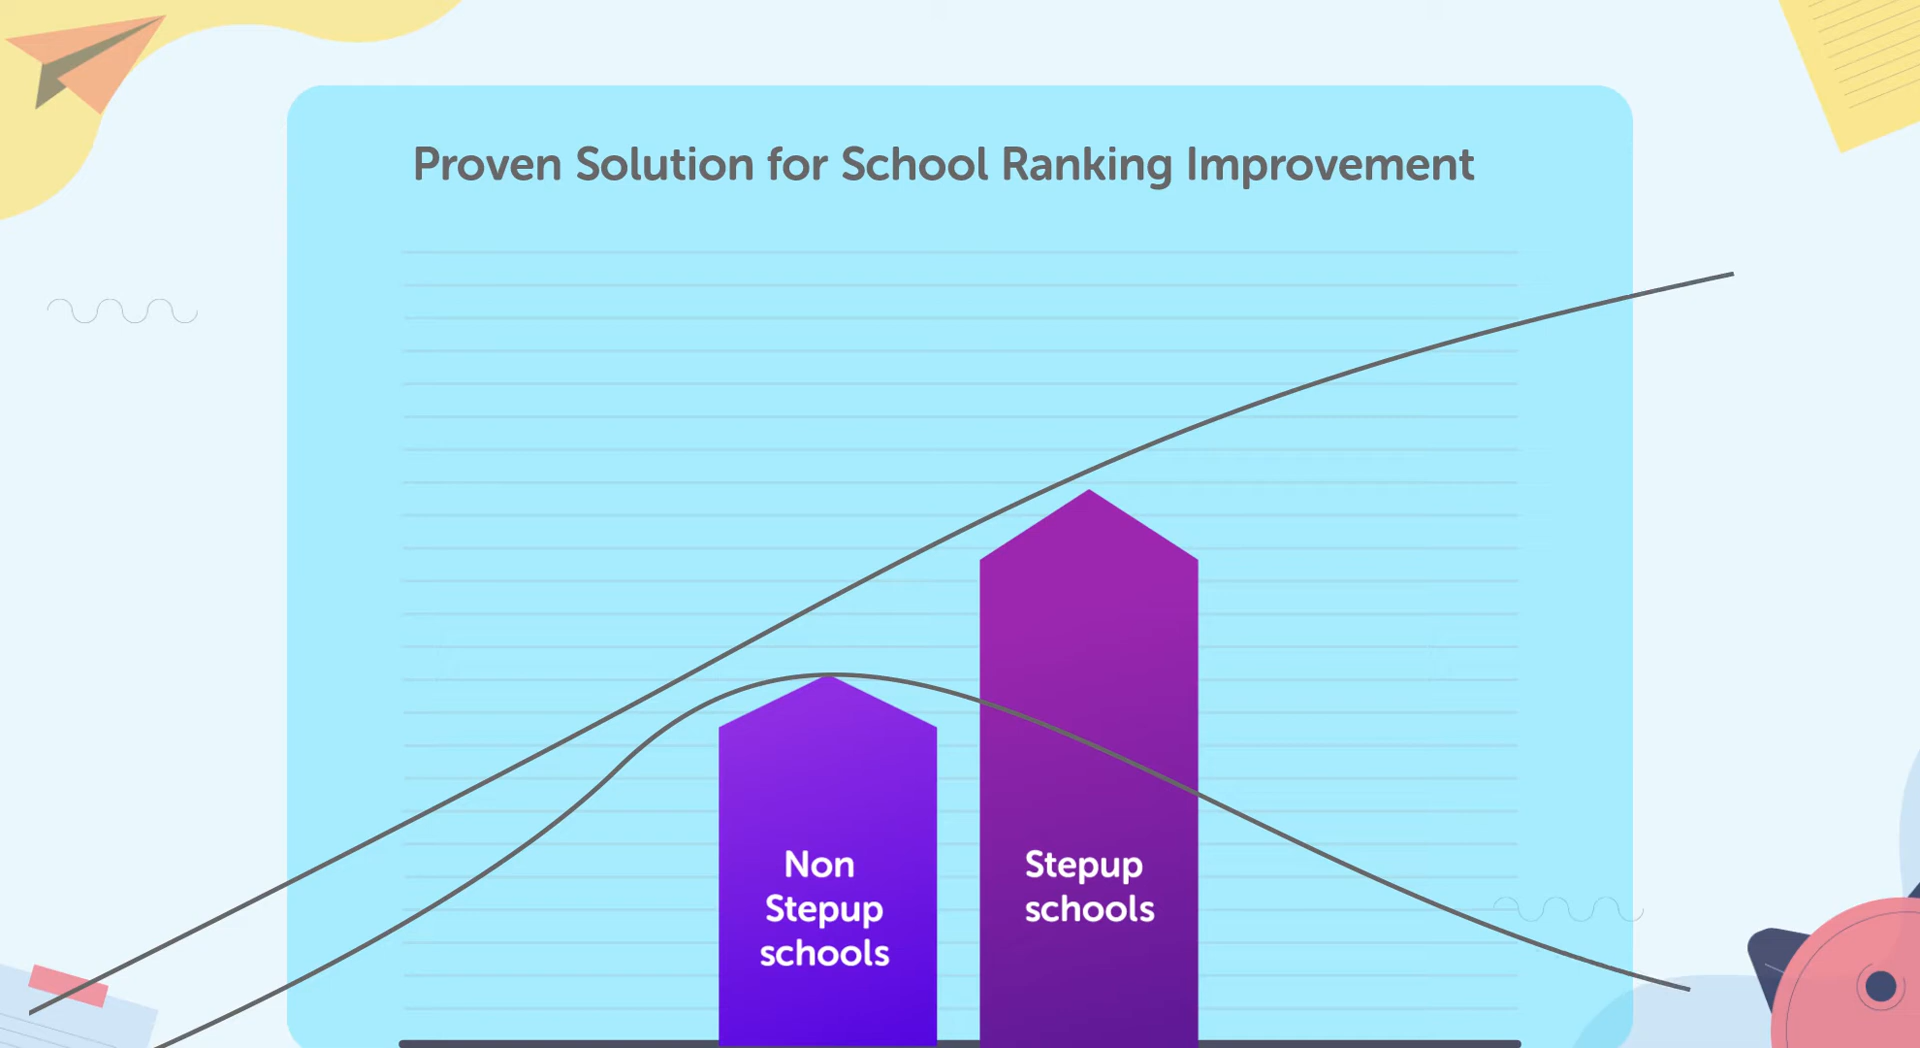 Proven Solution for School Ranking Improvement
Non
Stepup
schools
Stepup
schools